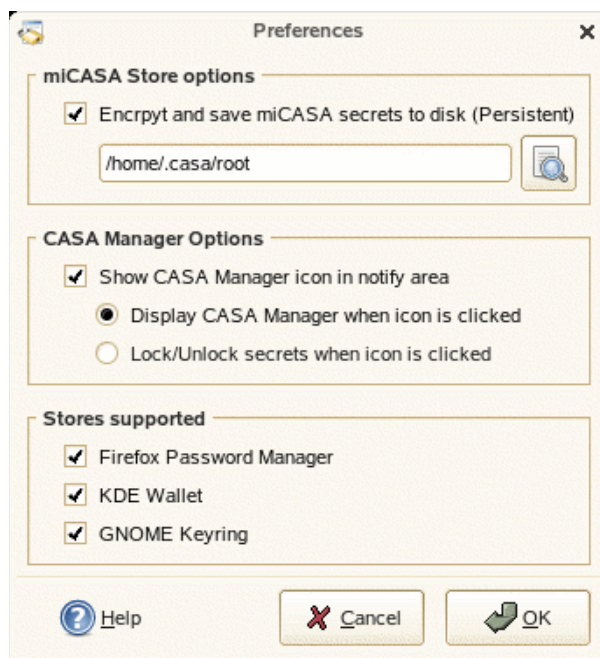 Preferences
miCASA Store options
Encrpyt and save miCASA secrets to disk (Persistent)
/home/.casa/root
CASA Manager Options
Show CASA Manager icon in notify area
Display CASA Manager when icon is clicked
Lock/Unlock secrets when icon is clicked
Stores supported
Firefox Password Manager
KDE Wallet
GNOME Keyring
Help
Cancel
OK